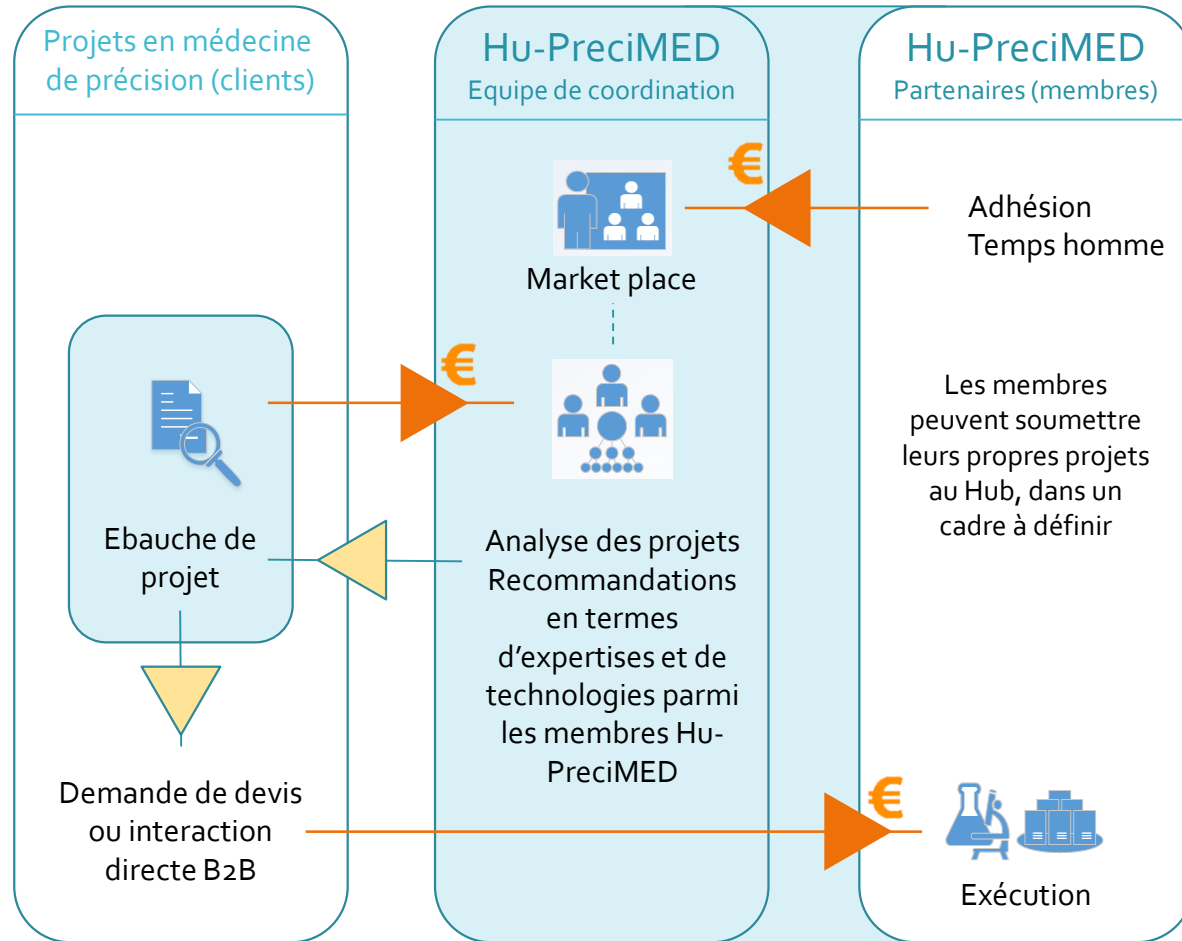 Projets en médecine
de précision (clients)
Hu-PreciMED
Equipe de coordination
Hu-PreciMED
Partenaires (membres)
€
Adhésion
Temps homme
Market place
€
Les membres
peuvent soumettre
leurs propres projets
au Hub, dans un
cadre à définir
Ebauche de
projet
Analyse des projets
Recommandations
en termes
d'expertises et de
technologies parmi
les membres Hu-
PreciMED
Demande de devis
ou interaction
directe B2B
€
Exécution